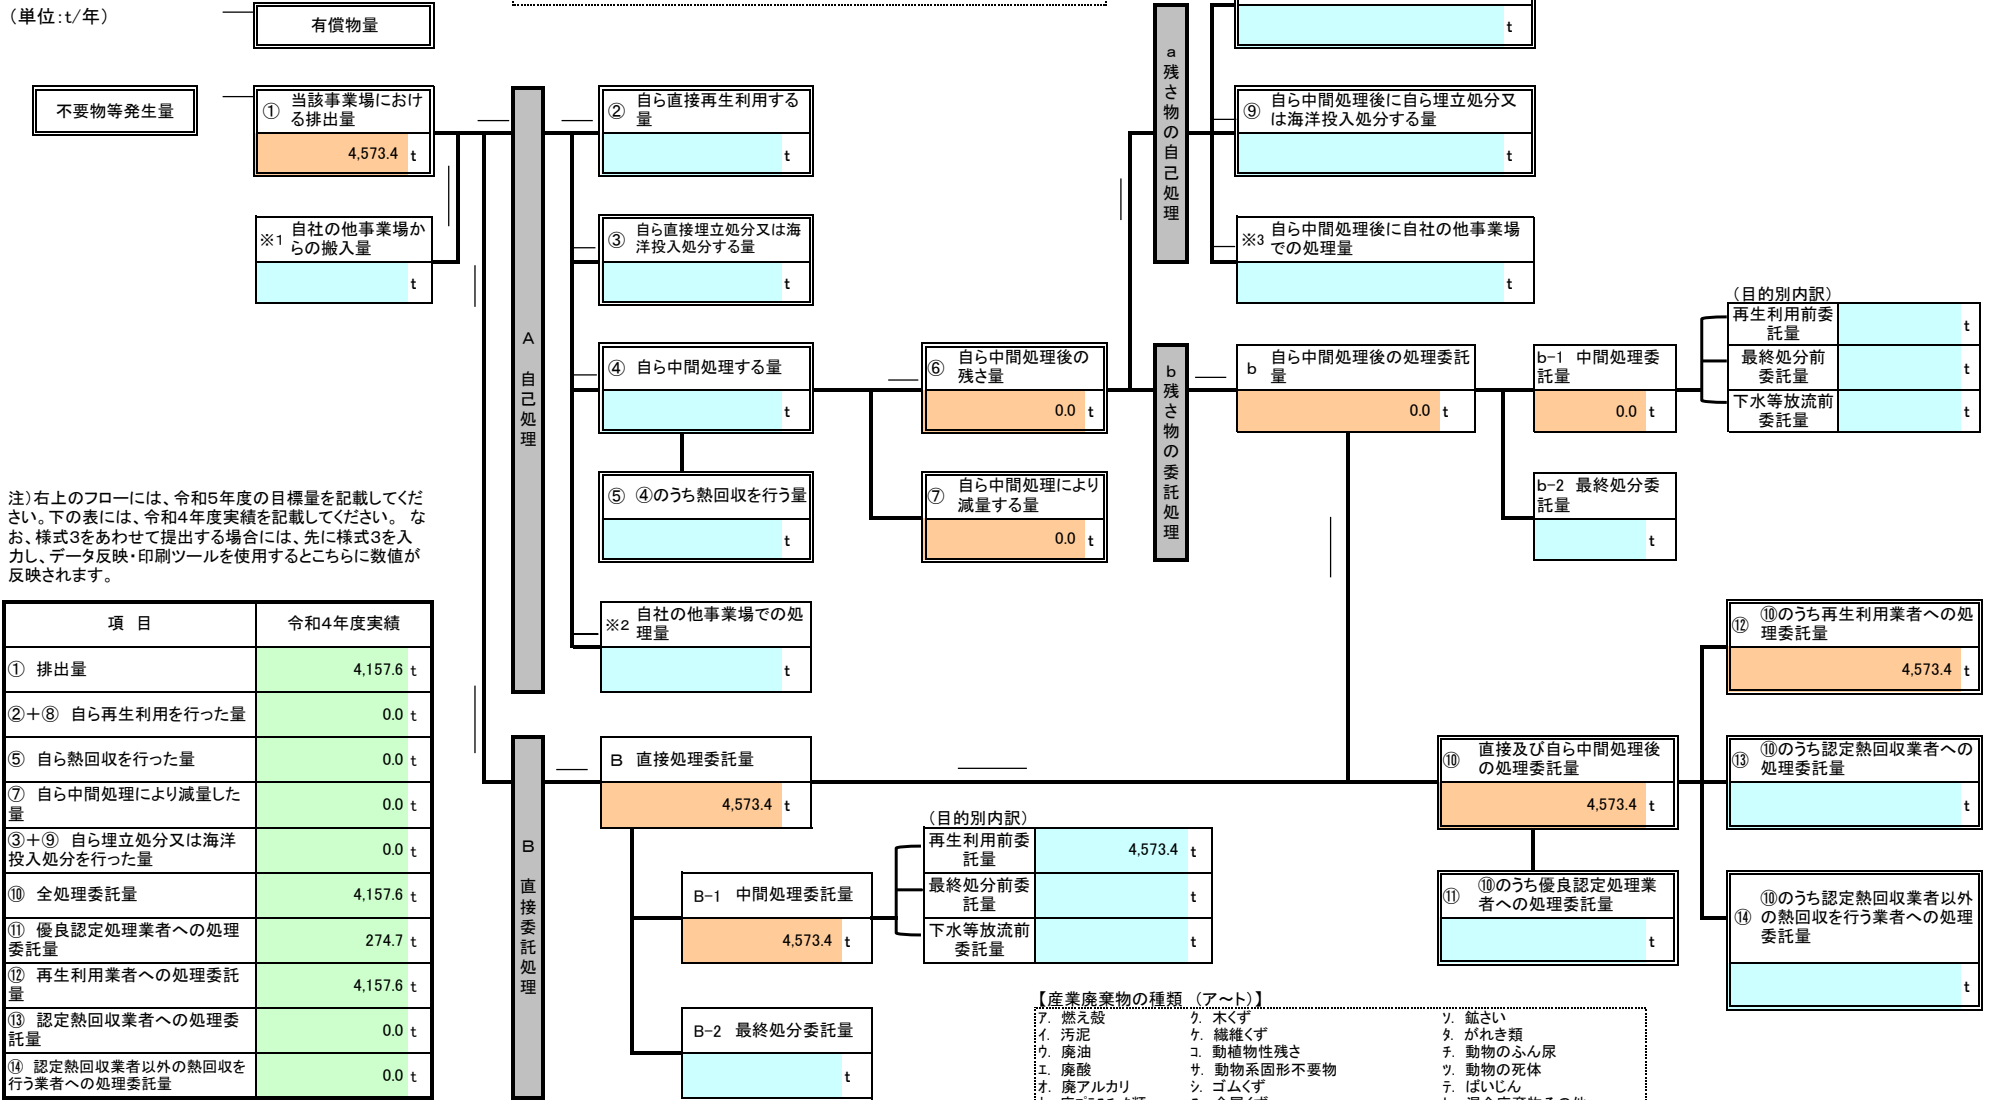 （単位:t/年）
有償物量
t
不要物等発生量
① 当該事業場におけ
る排出量
4,573.4 t
※1 自社の他事業場か
らの搬入量
t
A 自己処理
② 自ら直接再生利用する
量
t
③ 自ら直接埋立処分又は海
洋投入処分する量
t
④ 自ら中間処理する量
t
⑤ ④のうち熱回収を行う量
t
※2 自社の他事業場での処
理量
t
⑥ 自ら中間処理後の
残さ量
0.0 t
⑦ 自ら中間処理により
減量する量
0.0 t
a残さ物の自己処理
⑨ 自ら中間処理後に自ら埋立処分又
は海洋投入処分する量
t
※3 自ら中間処理後に自社の他事業場
での処理量
t
b残さ物の委託処理
b 自ら中間処理後の処理委託
量
0.0 t
b-1 中間処理委
託量
0.0 t
（目的別内訳）
再生利用前委
託量
t
最終処分前
委託量
t
下水等放流前
委託量
t
b-2 最終処分委
託量
t
注）右上のフローには、令和5年度の目標量を記載してくだ
さい。下の表には、令和4年度実績を記載してください。 な
お、様式3をあわせて提出する場合には、先に様式3を入
力し、データ反映・印刷ツールを使用するとこちらに数値が
反映されます。
項 目 令和4年度実績
① 排出量 4,157.6 t
②＋⑧ 自ら再生利用を行った量 0.0 t
⑤ 自ら熱回収を行った量 0.0 t
⑦ 自ら中間処理により減量した
量 0.0 t
③＋⑨ 自ら埋立処分又は海洋
投入処分を行った量 0.0 t
⑩ 全処理委託量 4,157.6 t
⑪ 優良認定処理業者への処理
委託量 274.7 t
⑫ 再生利用業者への処理委託
量 4,157.6 t
⑬ 認定熱回収業者への処理委
託量 0.0 t
⑭ 認定熱回収業者以外の熱回収を
行う業者への処理委託量 0.0 t
B 直接委託処理
B 直接処理委託量
4,573.4 t
B-1 中間処理委託量
4,573.4 t
（目的別内訳）
再生利用前委
託量
4,573.4 t
最終処分前委
託量
t
下水等放流前
委託量
t
B-2 最終処分委託量
t
⑩ 直接及び自ら中間処理後
の処理委託量
4,573.4 t
⑪ ⑩のうち優良認定処理業
者への処理委託量
t
⑫ ⑩のうち再生利用業者への処
理委託量
4,573.4 t
⑬ ⑩のうち認定熱回収業者への
処理委託量
t
⑭ ⑩のうち認定熱回収業者以外
の熱回収を行う業者への処理
委託量
t
【産業廃棄物の種類 （ア～ト）】
ｱ. 燃え殻 ｸ. 木くず ｿ. 鉱さい
ｲ. 汚泥 ｹ. 繊維くず ﾀ. がれき類
ｳ. 廃油 ｺ. 動植物性残さ ﾁ. 動物のふん尿
ｴ. 廃酸 ｻ. 動物系固形不要物 ﾂ. 動物の死体
ｵ. 廃アルカリ ｼ. ゴムくず ﾃ. ばいじん